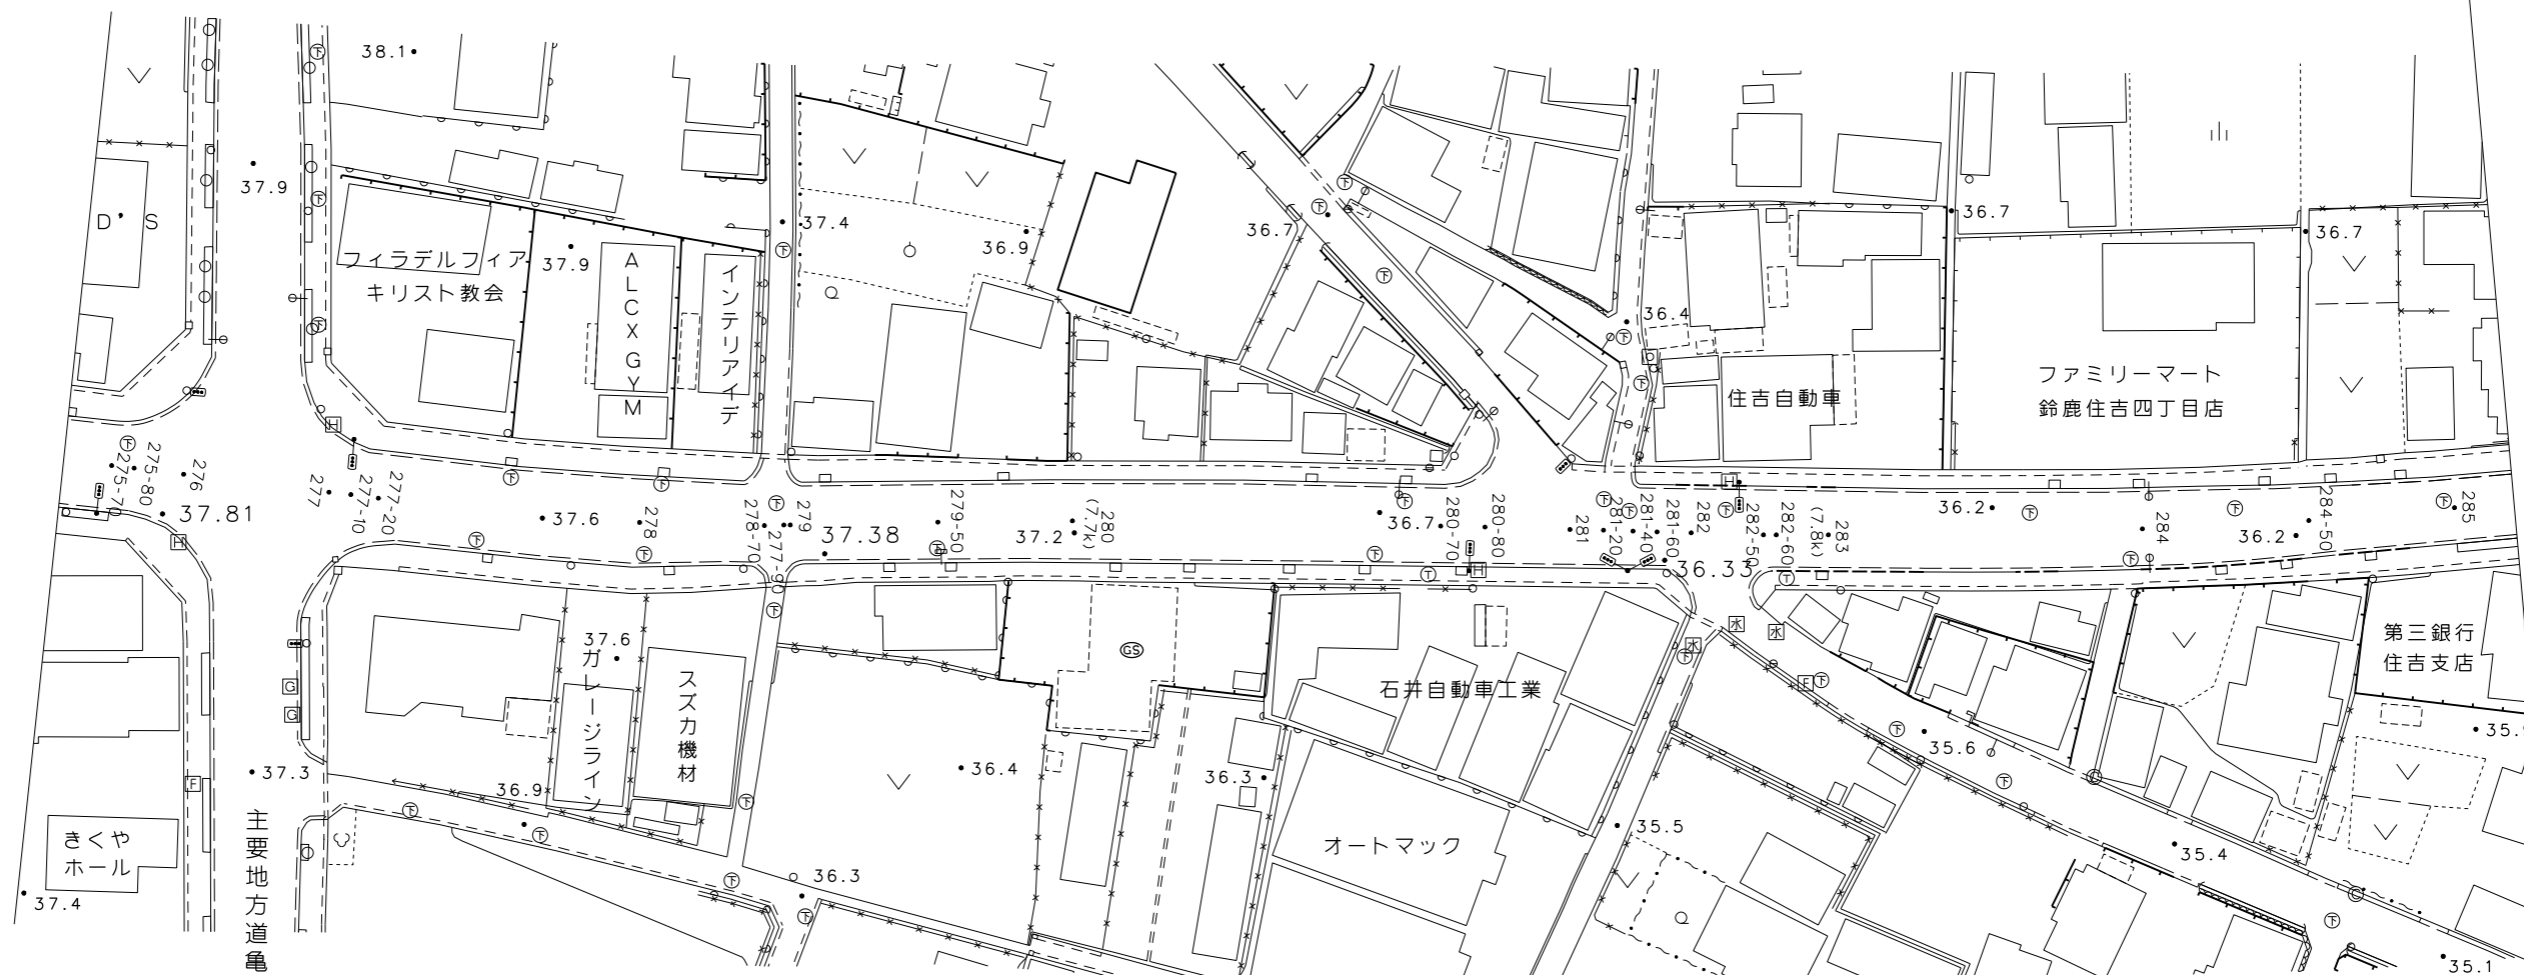 38.1
37.9
D'S
フィラデルフィア
キリスト教会
37.9
ALCXGYM
インテリアイデ
37.4
36.9
36.7
36.4
36.7
36.7
住吉自動車
ファミリーマート
鈴鹿住吉四丁目店
275-70
275-80
276
37.81
277
277-10
277-20
37.6
278
278-70
277-90
279
37.38
279-50
37.2
280
(7.7k)
36.7
280-70
280-80
281
281-20
281-40
281-60
282
36.33
282-50
282-60
283
(7.8k)
36.2
284
36.2
284-50
285
37.6
ガレージライン
スズカ機材
GS
石井自動車工業
第三銀行
住吉支店
37.3
36.9
36.4
36.3
35.6
オートマック
35.5
35.4
きくや
ホール
37.4
主要地方道亀
36.3
35.1